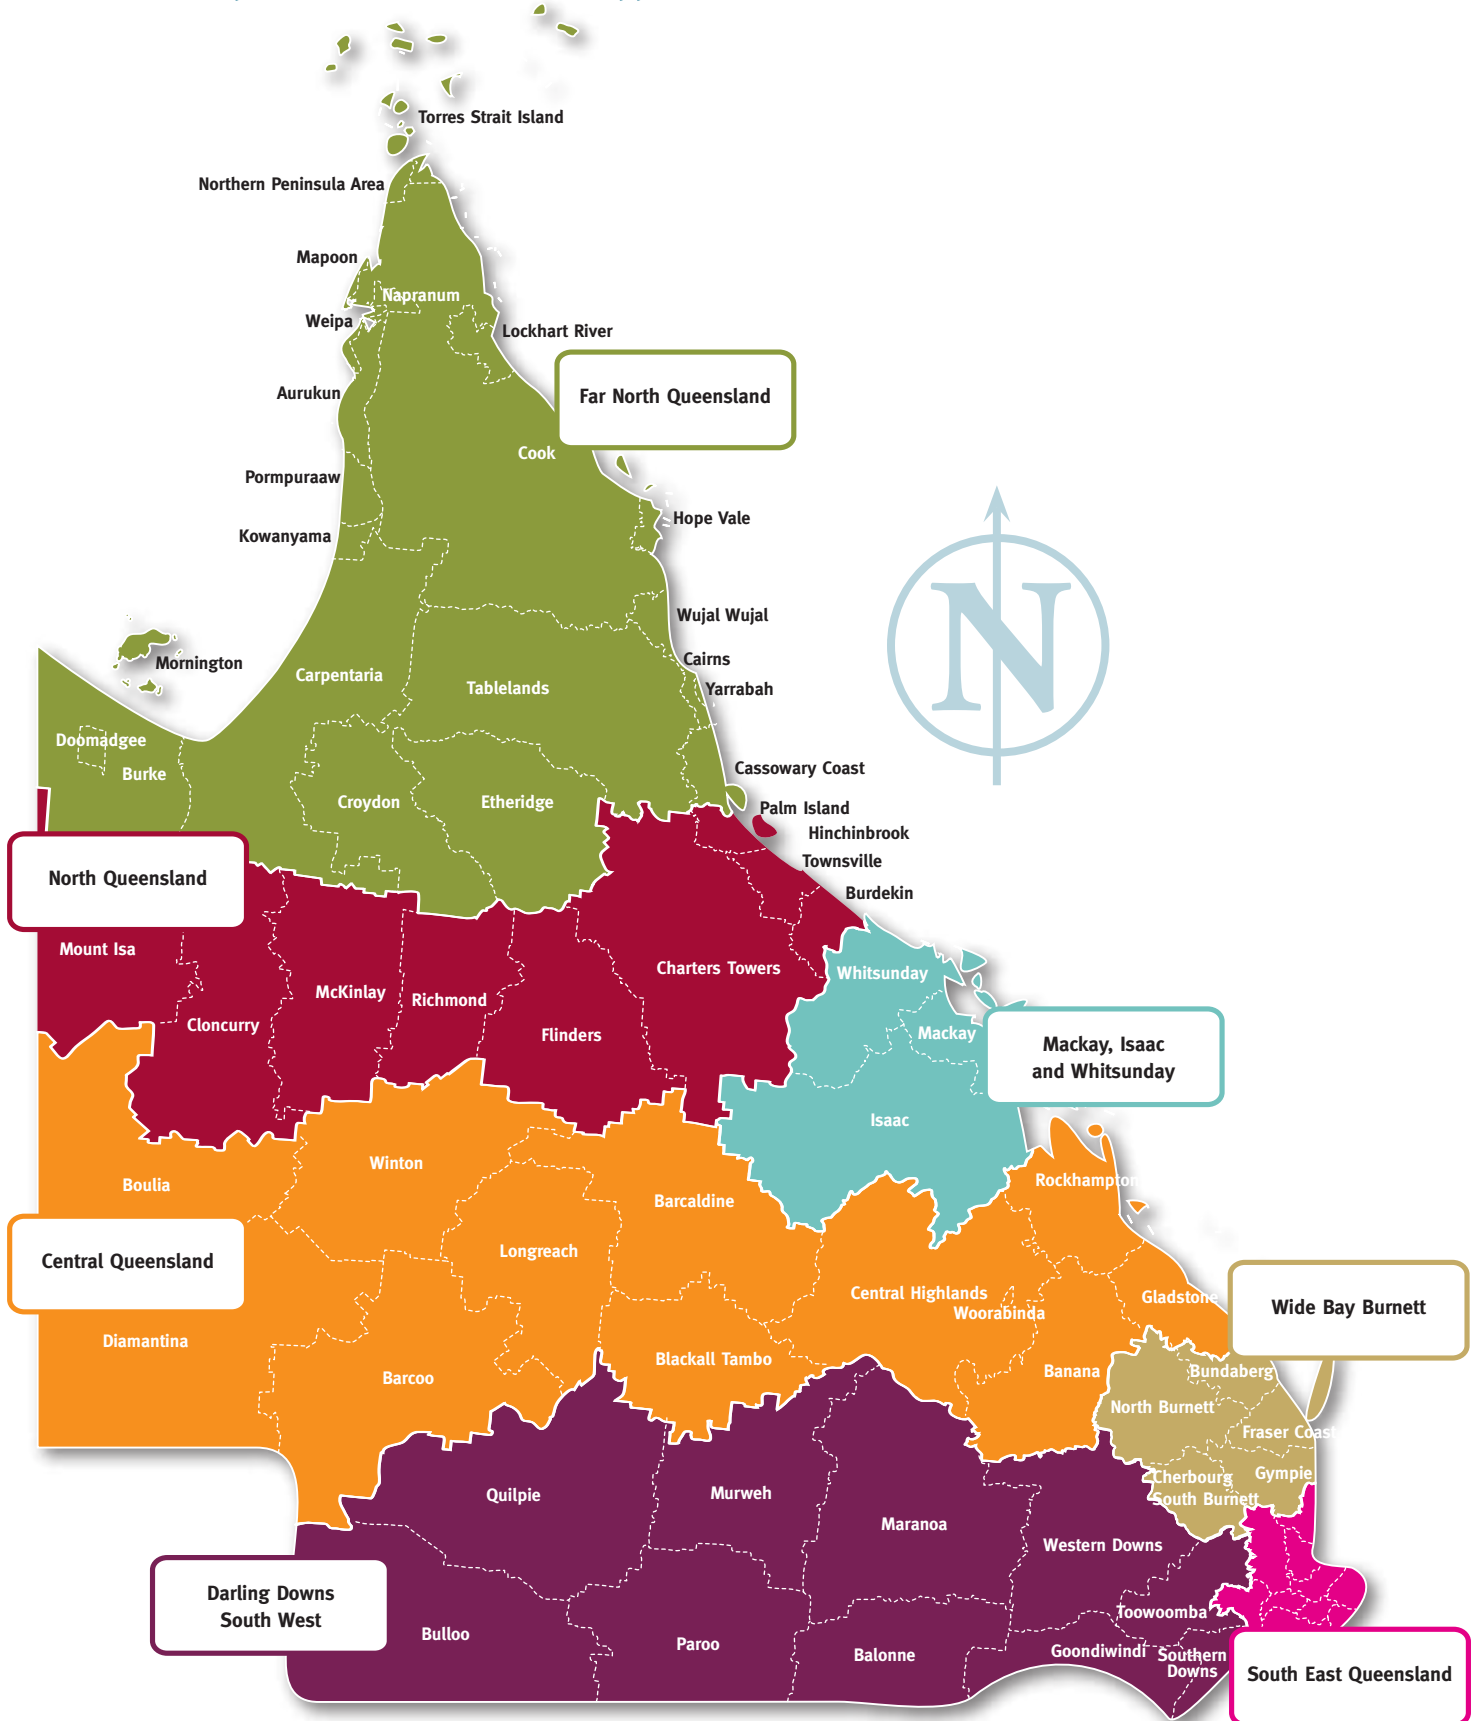 Torres Strait Island
Northern Peninsula Area
Mapoon
Napranum
Weipa
Lockhart River
Far North Queensland
Aurukun
Cook
Pormpuraaw
Hope Vale
Kowanyama
Wujal Wujal
Mornington
Cairns
Carpentaria
Tablelands
Yarrabah
Doomadgee
Burke
Cassowary Coast
Croydon
Etheridge
Palm Island
Hinchinbrook
Townsville
North Queensland
Burdekin
Mount Isa
Charters Towers
Whitsunday
McKinlay
Richmond
Cloncurry
Flinders
Mackay
Mackay, Isaac
and Whitsunday
Isaac
Winton
Boulia
Rockhampton
Barcaldine
Longreach
Central Queensland
Central Highlands
Gladstone
Woorabinda
Wide Bay Burnett
Diamantina
Blackall Tambo
Barcoo
Banana
Bundaberg
North Burnett
Fraser Coast
Cherbourg
Gympie
South Burnett
Quilpie
Murweh
Maranoa
Western Downs
Darling Downs
South West
Toowoomba
Bulloo
Paroo
Balonne
Goondiwindi
Southern
Downs
South East Queensland
N